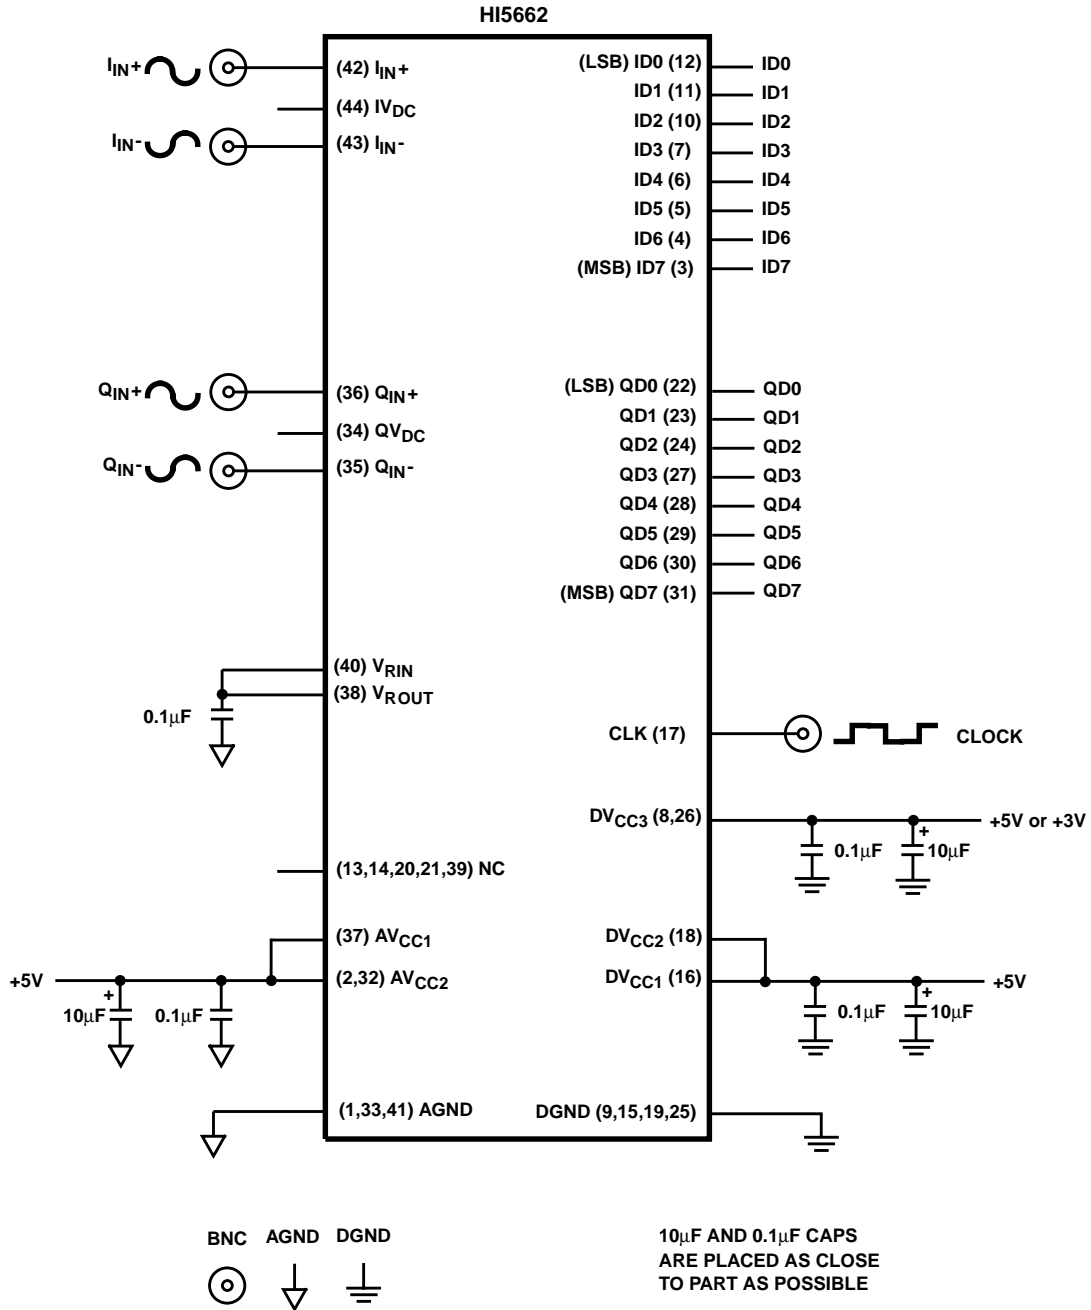 HI5662
IIN+
(42) IIN+
(44) IVDC
IIN-
(43) IIN-
(LSB) ID0 (12)
ID0
ID1 (11)
ID1
ID2 (10)
ID2
ID3 (7)
ID3
ID4 (6)
ID4
ID5 (5)
ID5
ID6 (4)
ID6
(MSB) ID7 (3)
ID7
QIN+
(36) QIN+
(34) QVDC
QIN-
(35) QIN-
(LSB) QD0 (22)
QD0
QD1 (23)
QD1
QD2 (24)
QD2
QD3 (27)
QD3
QD4 (28)
QD4
QD5 (29)
QD5
QD6 (30)
QD6
(MSB) QD7 (31)
QD7
(40) VRIN
(38) VROUT
0.1µF
CLK (17)
CLOCK
DVCC3 (8,26)
+5V or +3V
0.1µF
+
10µF
(13,14,20,21,39) NC
(37) AVCC1
+5V
(2,32) AVCC2
+
10µF
0.1µF
DVCC2 (18)
DVCC1 (16)
+5V
0.1µF
+
10µF
(1,33,41) AGND
DGND (9,15,19,25)
BNC
AGND
DGND
10µF AND 0.1µF CAPS
ARE PLACED AS CLOSE
TO PART AS POSSIBLE